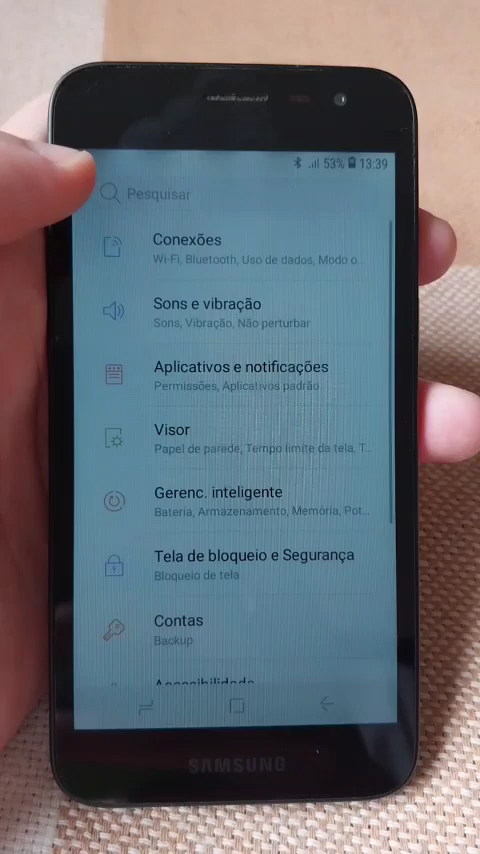 53% 13:39
Pesquisar
Conexões
Wi-Fi, Bluetooth, Uso de dados, Modo o...
Sons e vibração
Sons, Vibração, Não perturbar
Aplicativos e notificações
Permissões, Aplicativos padrão
Visor
Papel de parede, Tempo limite da tela, T...
Gerenc. inteligente
Bateria, Armazenamento, Memória, Pot...
Tela de bloqueio e Segurança
Bloqueio de tela
Contas
Backup
Acessibilidade
SAMSUNG